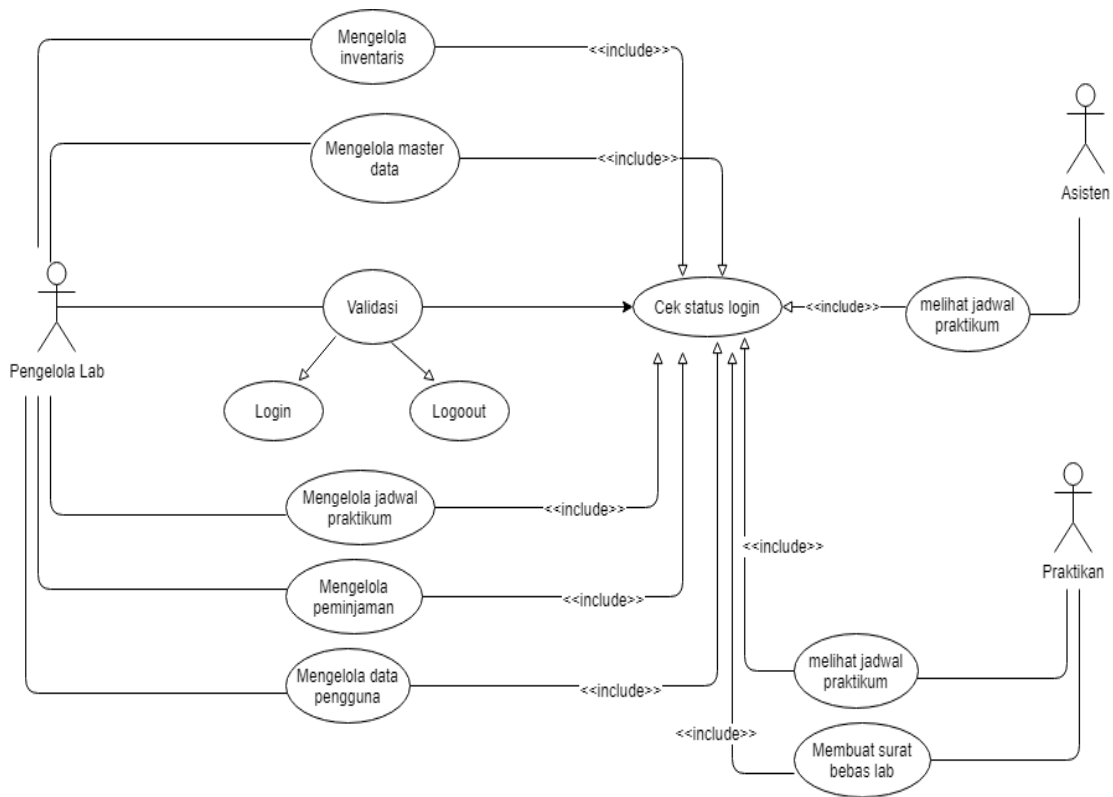 Mengelola
inventaris
<<include>>
Mengelola master
data
<<include>>
Asisten
Validasi
Cek status login
<<include>>
melihat jadwal
praktikum
Pengelola Lab
Login
Logoout
Mengelola jadwal
praktikum
<<include>>
<<include>>
Praktikan
Mengelola
peminjaman
<<include>>
melihat jadwal
praktikum
Mengelola data
pengguna
<<include>>
<<include>>
Membuat surat
bebas lab